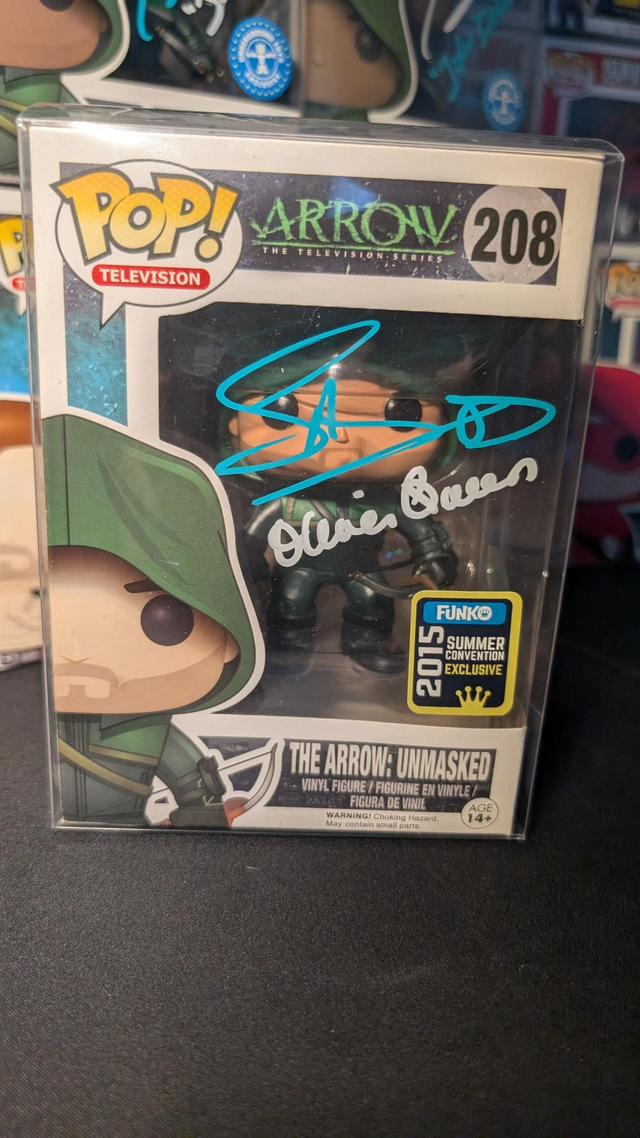 POP!
TELEVISION
ARROW
THE TELEVISION SERIES
208
Oliver Queen
FUNKO
2015
SUMMER
CONVENTION
EXCLUSIVE
THE ARROW: UNMASKED
VINYL FIGURE / FIGURINE EN VINYLE /
FIGURA DE VINIL
WARNING! Choking Hazard.
May contain small parts.
AGE
14+